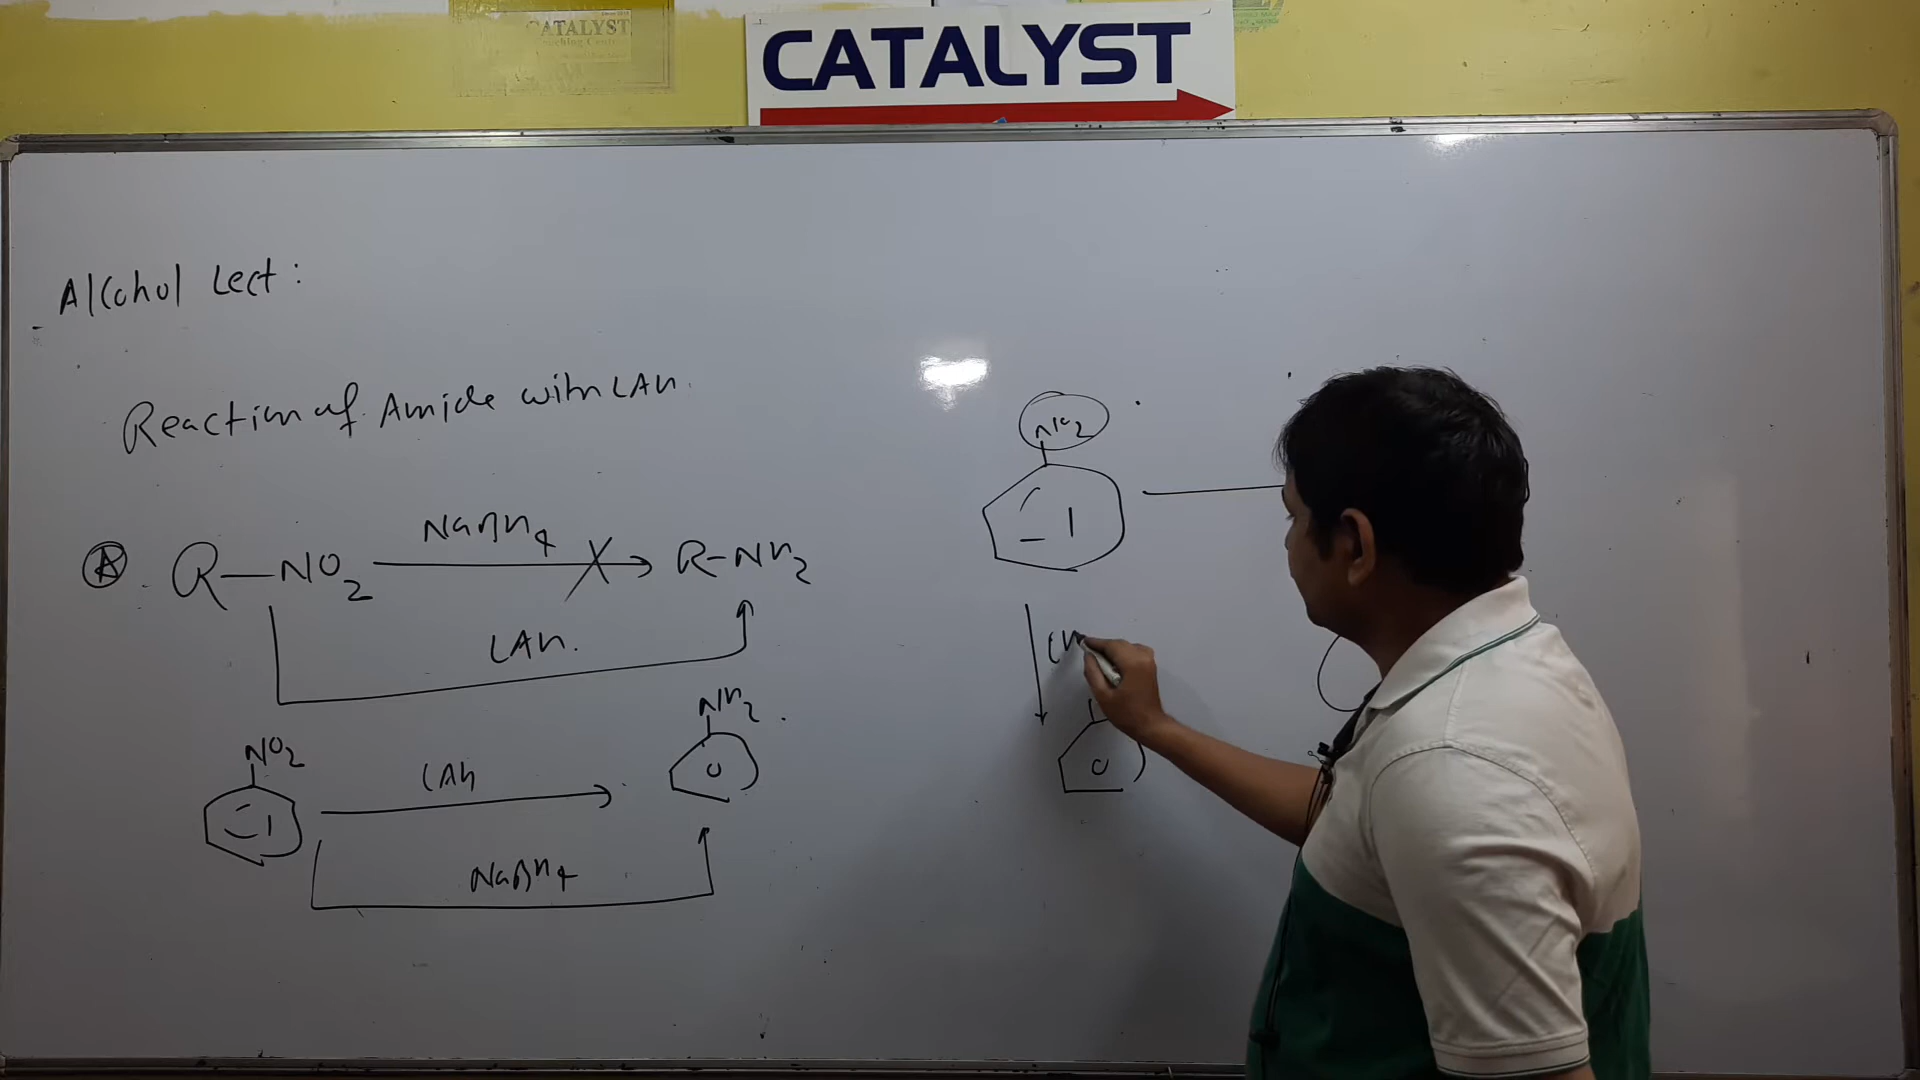 CATALYST
CATALYST
Alcohol Lect:
Reaction of Amide with LAH.
A R—NO2 NaBH4 R-NH2
LAH.
NO2 LAH NH2
NaBH4
NO2